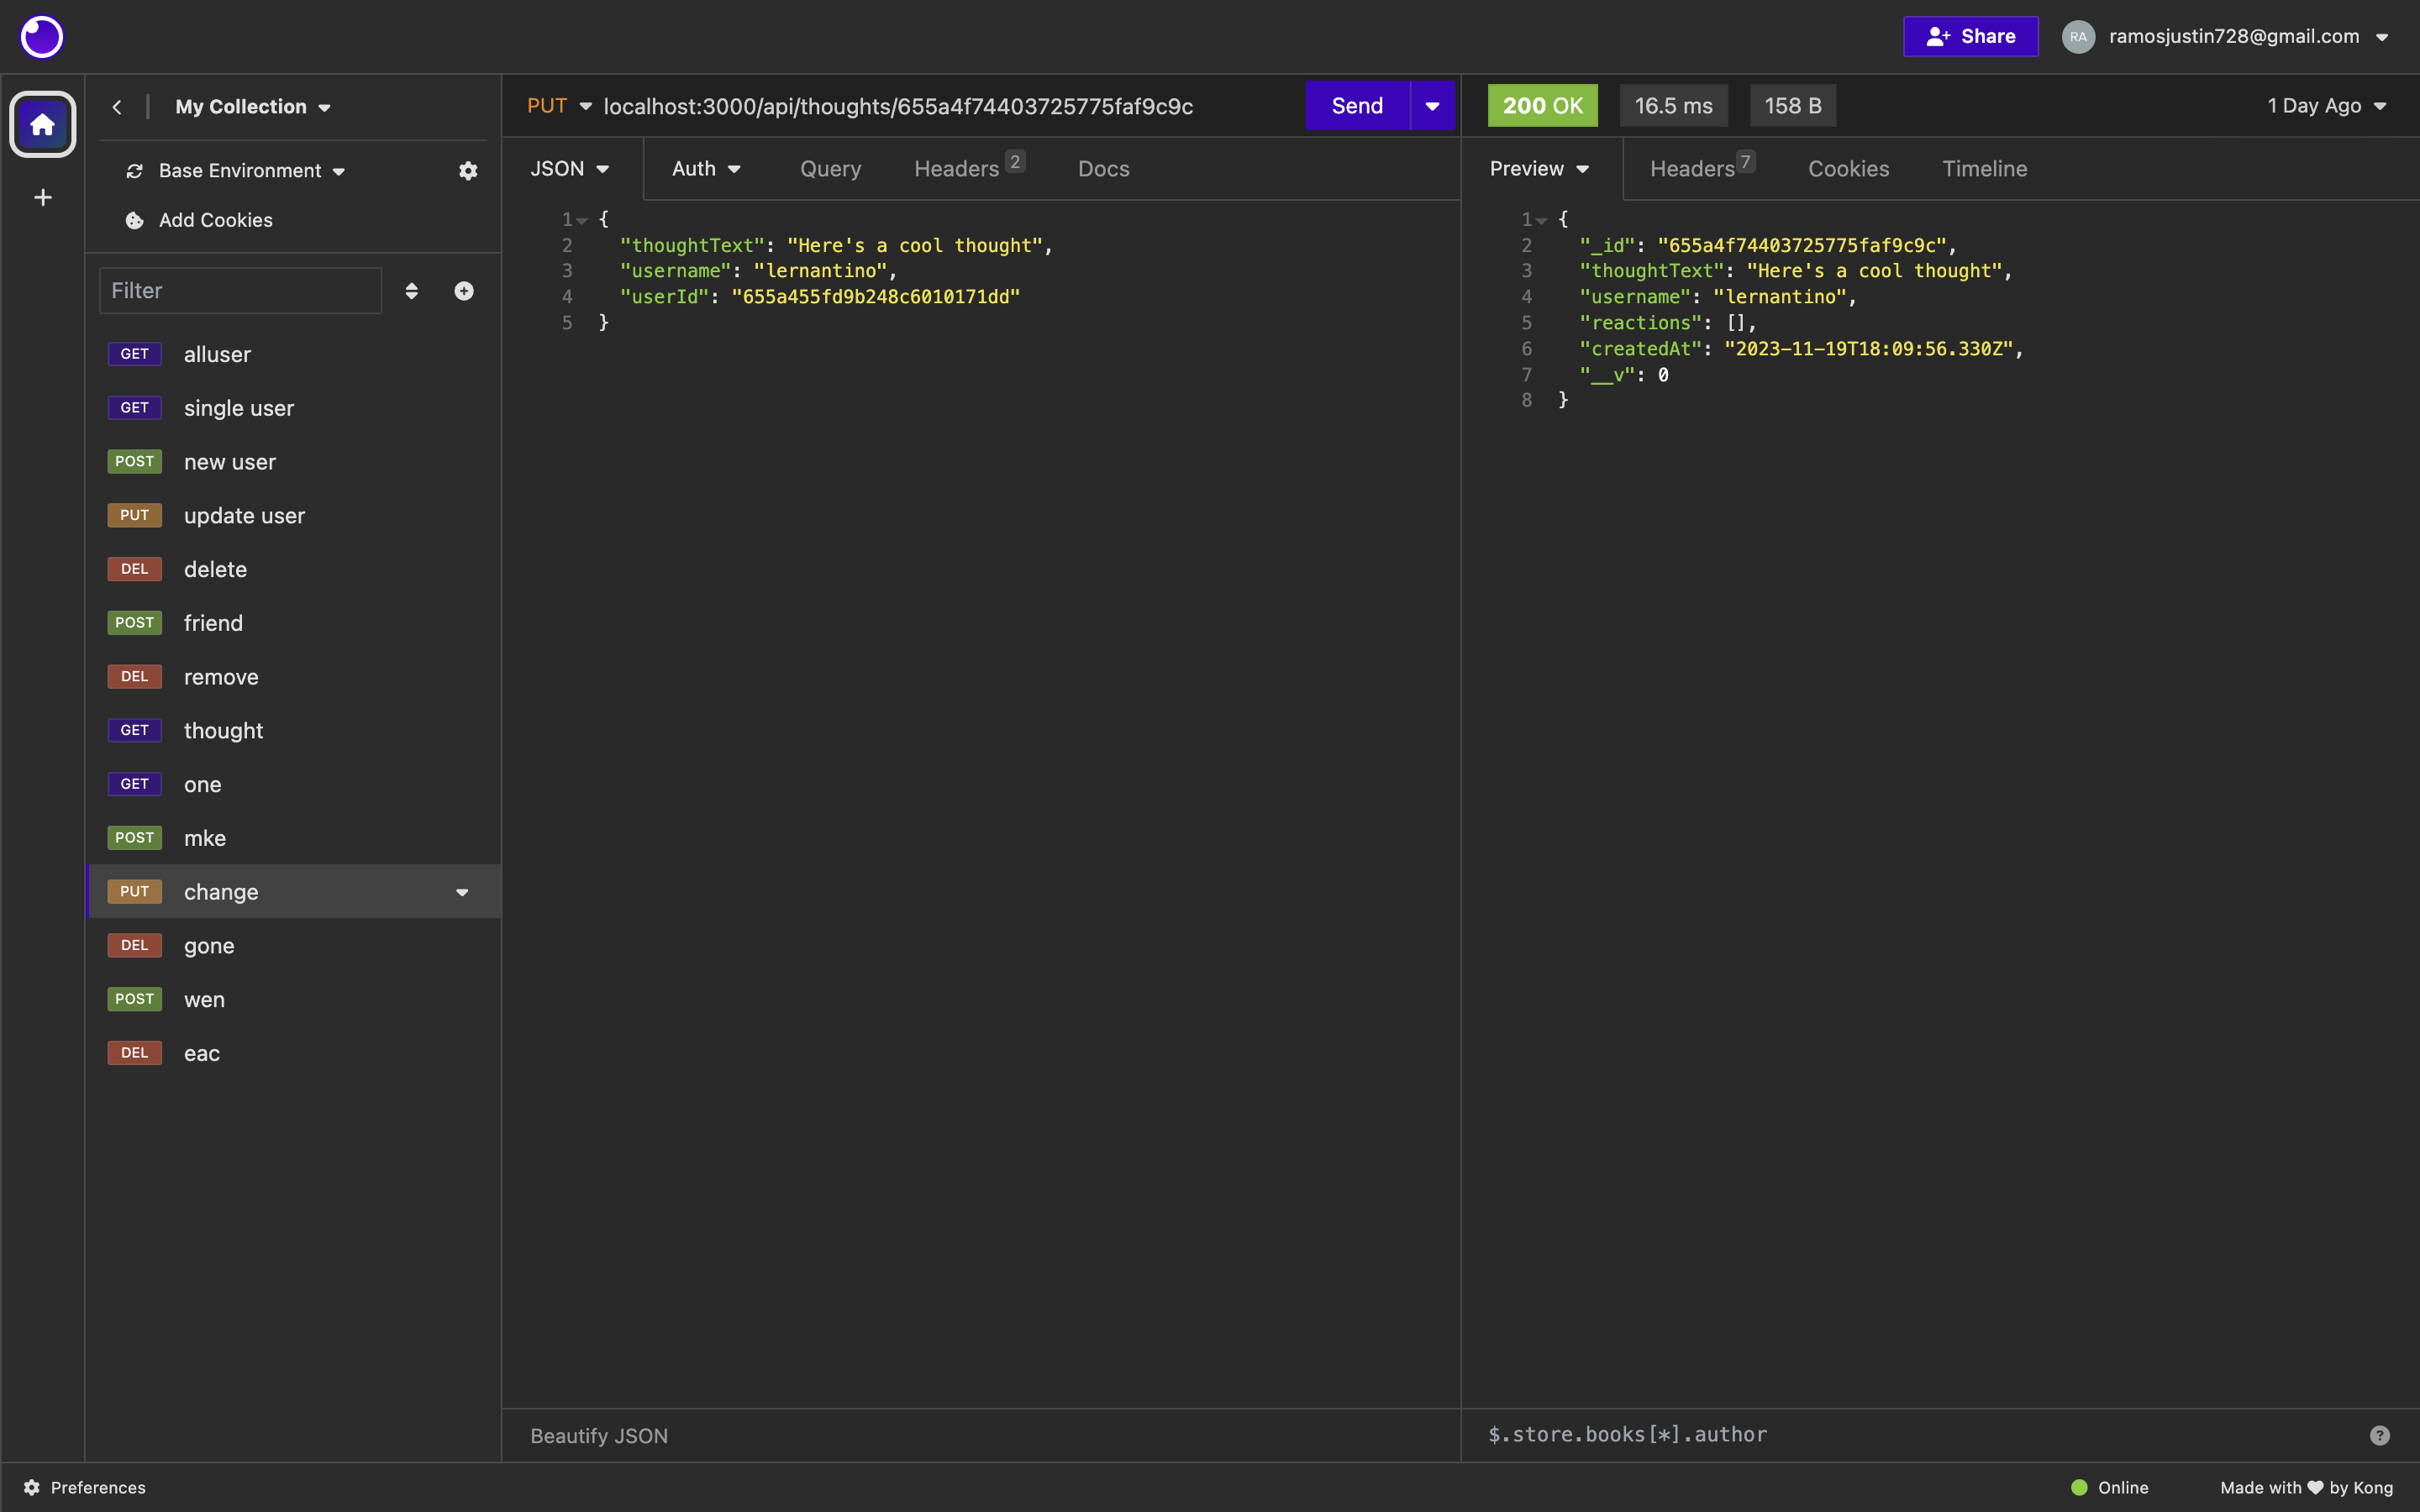 Share
RA
ramosjustin728@gmail.com
My Collection
Base Environment
Add Cookies
Filter
GET alluser
GET single user
POST new user
PUT update user
DEL delete
POST friend
DEL remove
GET thought
GET one
POST mke
PUT change
DEL gone
POST wen
DEL eac
PUT localhost:3000/api/thoughts/655a4f74403725775faf9c9c Send
JSON Auth Query Headers 2 Docs
1 {
2 "thoughtText": "Here's a cool thought",
3 "username": "lernantino",
4 "userId": "655a455fd9b248c6010171dd"
5 }
Beautify JSON
200 OK 16.5 ms 158 B 1 Day Ago
Preview Headers 7 Cookies Timeline
1 {
2 "_id": "655a4f74403725775faf9c9c",
3 "thoughtText": "Here's a cool thought",
4 "username": "lernantino",
5 "reactions": [],
6 "createdAt": "2023-11-19T18:09:56.330Z",
7 "__v": 0
8 }
$.store.books[*].author ?
Preferences
Online
Made with ♥ by Kong